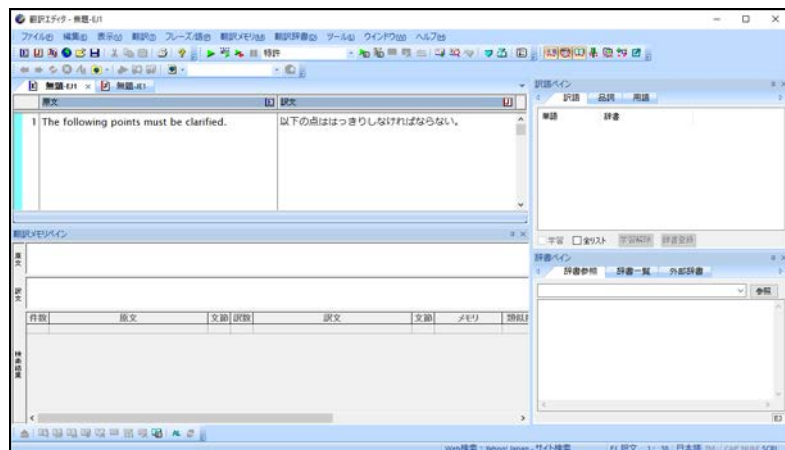 翻訳エディタ - 無題-EJ1
ファイル(F) 編集(E) 表示(V) 翻訳(T) フレーズ/語(P) 翻訳メモリ(M) 翻訳辞書(D) ツール(L) ウインドウ(W) ヘルプ(H)
特許
無題-EJ1 × 無題-JE1
原文 訳文
1 The following points must be clarified. 以下の点ははっきりしなければならない。
翻訳メモリペイン
原文
訳文
件数 原文 文節 訳数 訳文 文節 メモリ 類似
検索結果
訳語ペイン
訳語 品詞 用語
単語 辞書
学習 全リスト 学習解除 辞書登録
辞書ペイン
辞書参照 辞書一覧 外部辞書
参照
Web検索：Yahoo! Japan - サイト検索 EJ 訳文 1/ 38 日本語